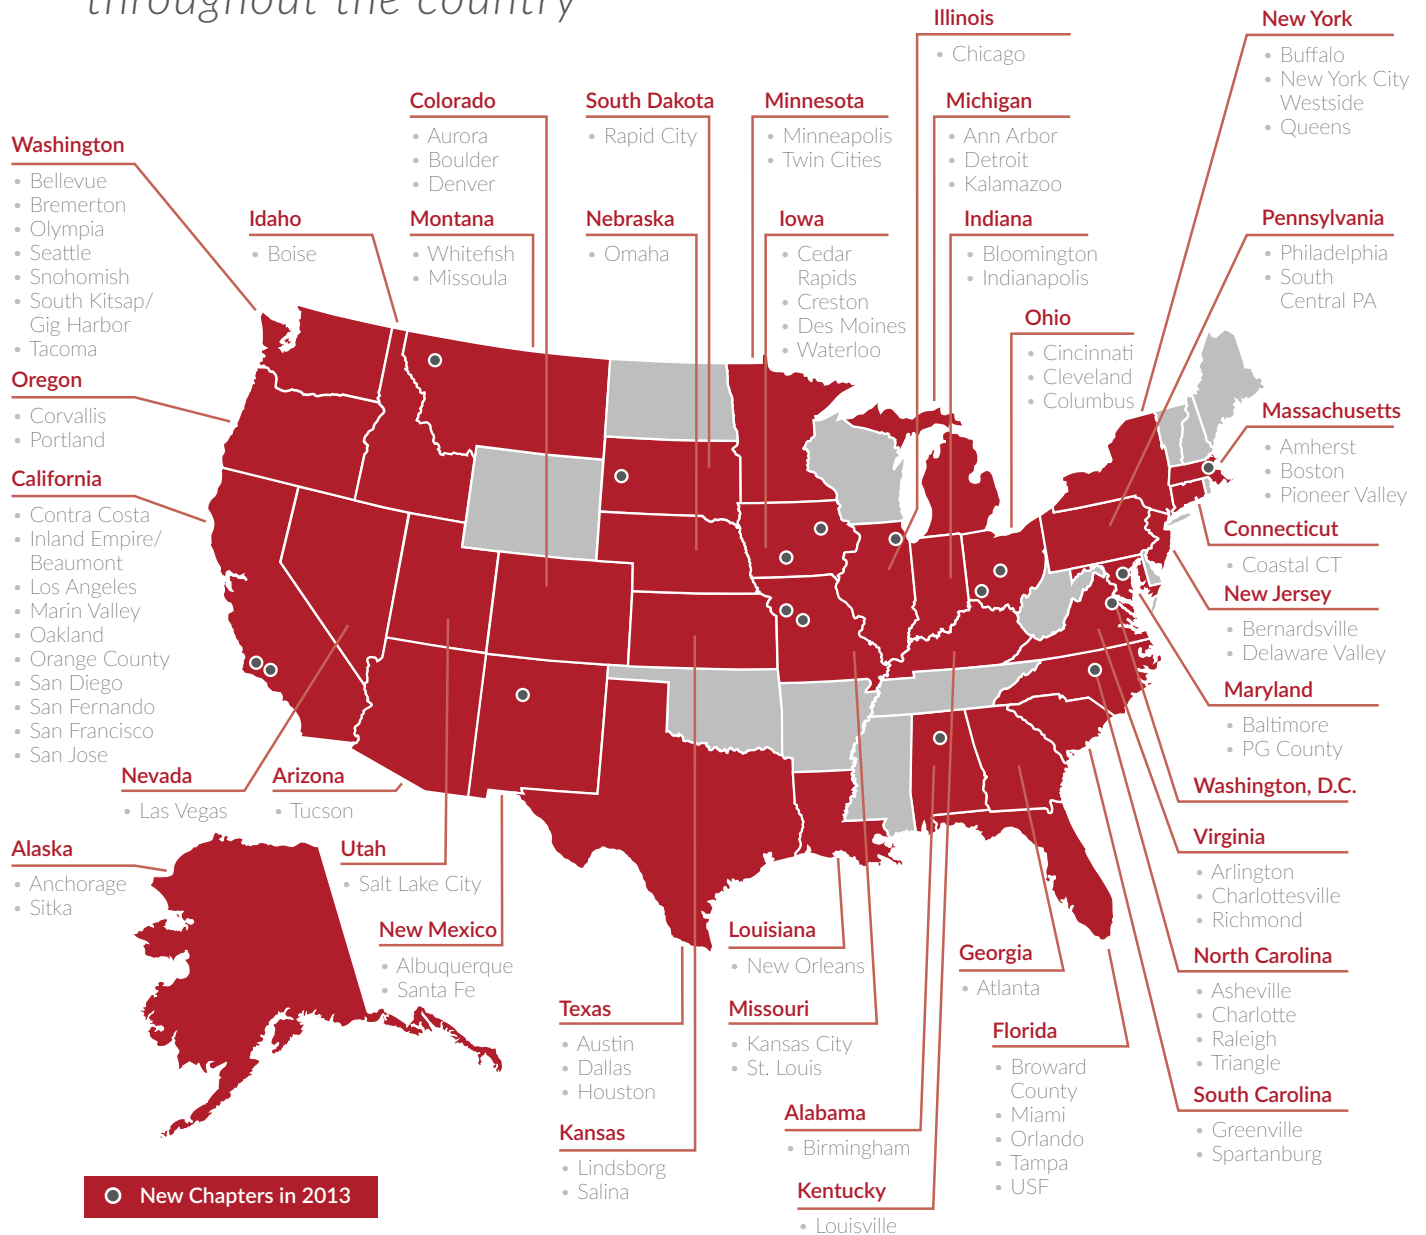 throughout the country
Illinois
• Chicago
New York
• Buffalo
• New York City
Westside
• Queens
Colorado
• Aurora
• Boulder
• Denver
South Dakota
• Rapid City
Minnesota
• Minneapolis
• Twin Cities
Michigan
• Ann Arbor
• Detroit
• Kalamazoo
Washington
• Bellevue
• Bremerton
• Olympia
• Seattle
• Snohomish
• South Kitsap/
Gig Harbor
• Tacoma
Idaho
• Boise
Montana
• Whitefish
• Missoula
Nebraska
• Omaha
Iowa
• Cedar
Rapids
• Creston
• Des Moines
• Waterloo
Indiana
• Bloomington
• Indianapolis
Pennsylvania
• Philadelphia
• South
Central PA
Ohio
• Cincinnati
• Cleveland
• Columbus
Oregon
• Corvallis
• Portland
Massachusetts
• Amherst
• Boston
• Pioneer Valley
California
• Contra Costa
• Inland Empire/
Beaumont
• Los Angeles
• Marin Valley
• Oakland
• Orange County
• San Diego
• San Fernando
• San Francisco
• San Jose
Connecticut
• Coastal CT
New Jersey
• Bernardsville
• Delaware Valley
Maryland
• Baltimore
• PG County
Nevada
• Las Vegas
Arizona
• Tucson
Washington, D.C.
Virginia
• Arlington
• Charlottesville
• Richmond
Alaska
• Anchorage
• Sitka
Utah
• Salt Lake City
New Mexico
• Albuquerque
• Santa Fe
Louisiana
• New Orleans
Georgia
• Atlanta
North Carolina
• Asheville
• Charlotte
• Raleigh
• Triangle
Texas
• Austin
• Dallas
• Houston
Missouri
• Kansas City
• St. Louis
Florida
• Broward
County
• Miami
• Orlando
• Tampa
• USF
South Carolina
• Greenville
• Spartanburg
Alabama
• Birmingham
Kansas
• Lindsborg
• Salina
Kentucky
• Louisville
New Chapters in 2013